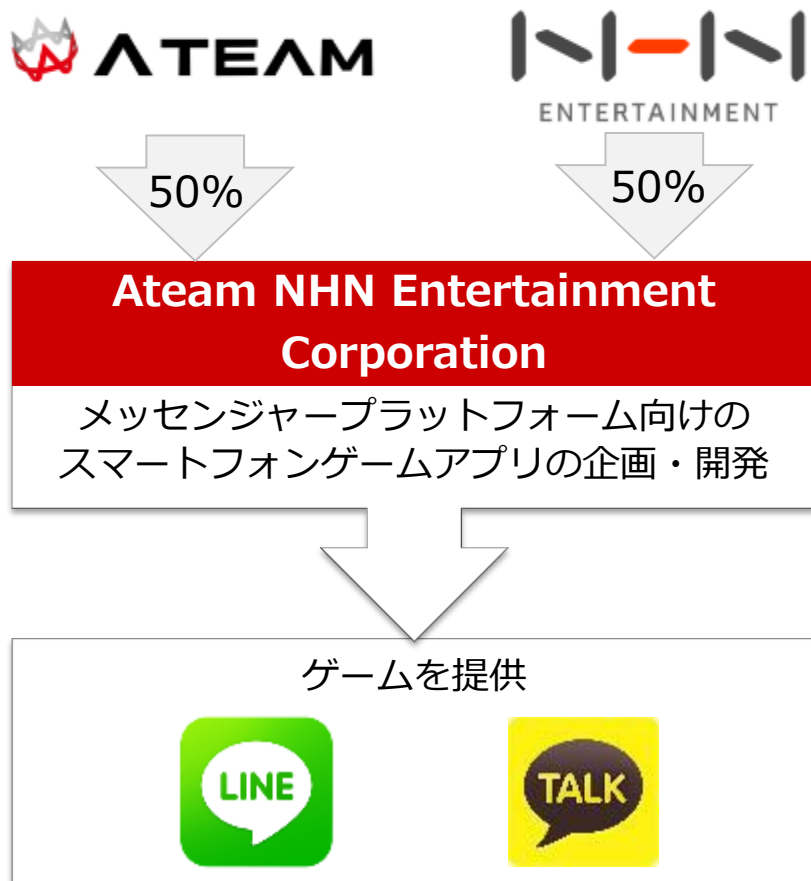 ATEAM
NHN
ENTERTAINMENT
50%
50%
Ateam NHN Entertainment
Corporation
メッセンジャープラットフォーム向けの
スマートフォンゲームアプリの企画・開発
ゲームを提供
LINE
TALK